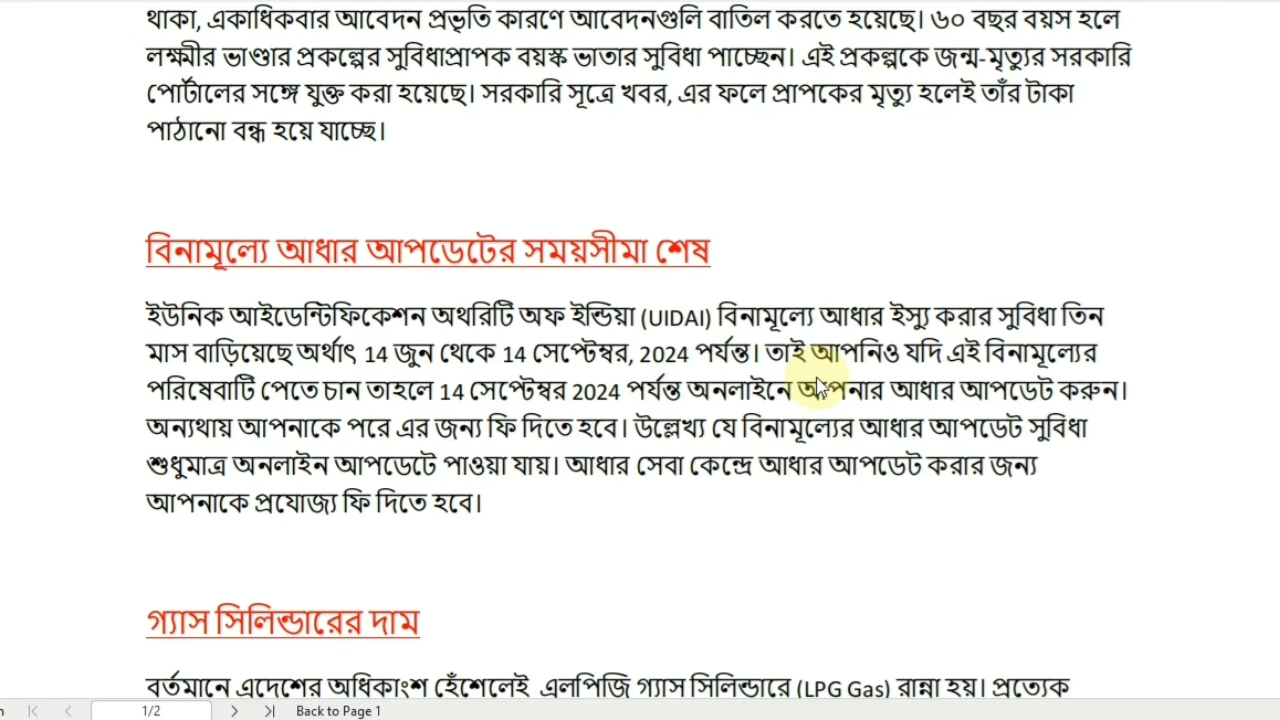 থাকা, একাধিকবার আবেদন প্রভৃতি কারণে আবেদনগুলি বাতিল করতে হয়েছে। ৬০ বছর বয়স হলে
লক্ষ্মীর ভাণ্ডার প্রকল্পের সুবিধাপ্রাপক বয়স্ক ভাতার সুবিধা পাচ্ছেন। এই প্রকল্পকে জন্ম-মৃত্যুর সরকারি
পোর্টালের সঙ্গে যুক্ত করা হয়েছে। সরকারি সূত্রে খবর, এর ফলে প্রাপকের মৃত্যু হলেই তাঁর টাকা
পাঠানো বন্ধ হয়ে যাচ্ছে।
বিনামূল্যে আধার আপডেটের সময়সীমা শেষ
ইউনিক আইডেন্টিফিকেশন অথরিটি অফ ইন্ডিয়া (UIDAI) বিনামূল্যে আধার ইস্যু করার সুবিধা তিন
মাস বাড়িয়েছে অর্থাৎ 14 জুন থেকে 14 সেপ্টেম্বর, 2024 পর্যন্ত। তাই আপনিও যদি এই বিনামূল্যের
পরিষেবাটি পেতে চান তাহলে 14 সেপ্টেম্বর 2024 পর্যন্ত অনলাইনে আপনার আধার আপডেট করুন।
অন্যথায় আপনাকে পরে এর জন্য ফি দিতে হবে। উল্লেখ্য যে বিনামূল্যের আধার আপডেট সুবিধা
শুধুমাত্র অনলাইন আপডেটে পাওয়া যায়। আধার সেবা কেন্দ্রে আধার আপডেট করার জন্য
আপনাকে প্রযোজ্য ফি দিতে হবে।
গ্যাস সিলিন্ডারের দাম
বর্তমানে এদেশের অধিকাংশ হেঁশেলেই এলপিজি গ্যাস সিলিন্ডারে (LPG Gas) রান্না হয়। প্রত্যেক
1/2 Back to Page 1